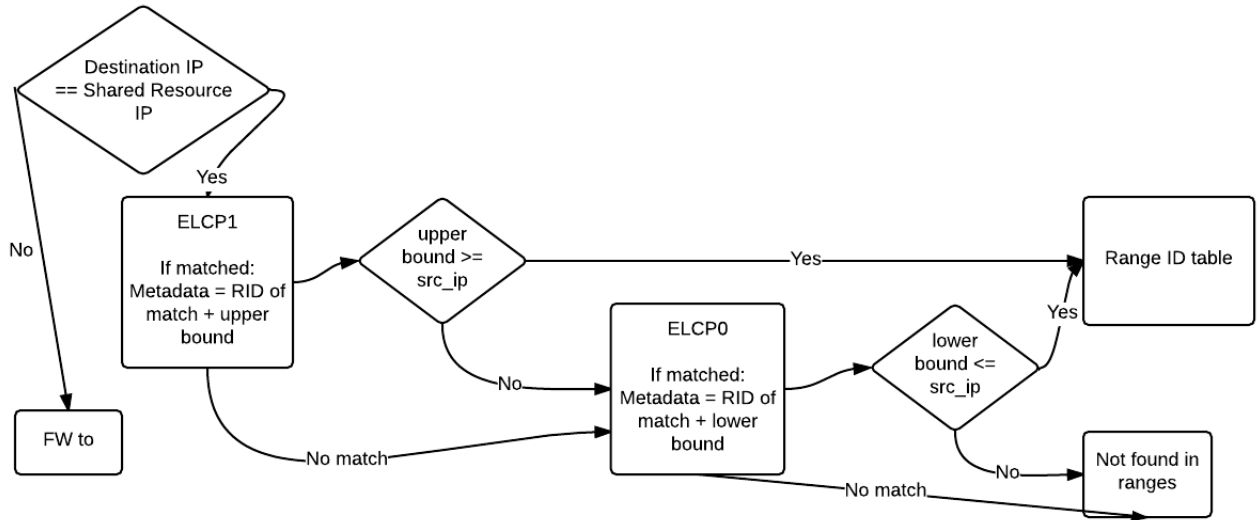 Destination IP
== Shared Resource
IP
Yes
No
ELCP1
If matched:
Metadata = RID of
match + upper
bound
upper
bound >=
src_ip
Yes
Range ID table
No
ELCP0
If matched:
Metadata = RID of
match + lower
bound
lower
bound <=
src_ip
Yes
FW to
No match
No
Not found in
ranges
No match